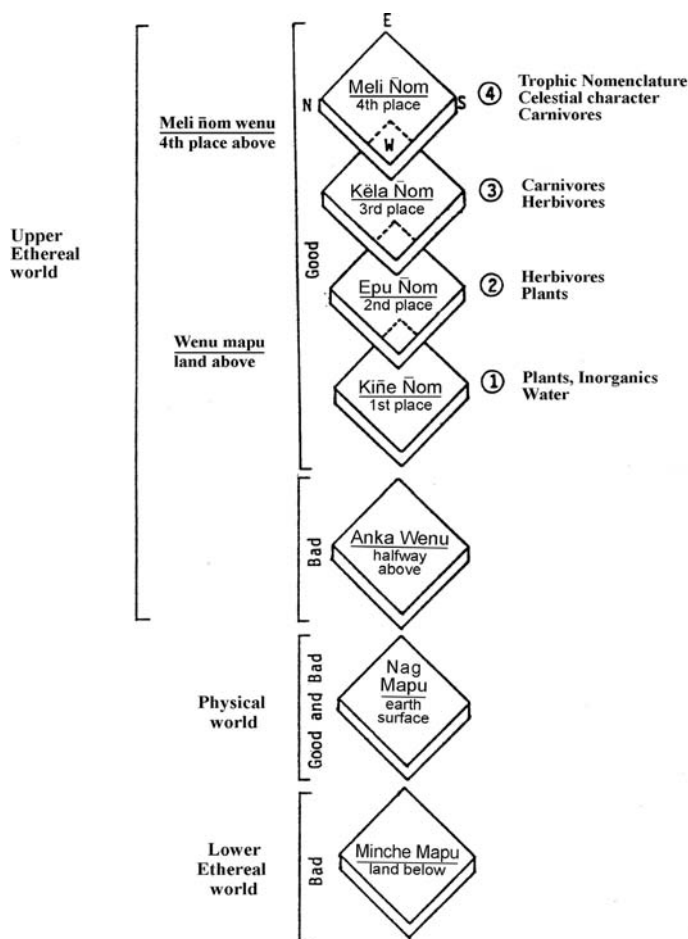 E
Meli Ñom
4th place
N
S
W
④ Trophic Nomenclature
Celestial character
Carnivores
Meli ñom wenu
4th place above
Këla Ñom
3rd place
③ Carnivores
Herbivores
Upper
Ethereal
world
Good
Epu Ñom
2nd place
② Herbivores
Plants
Wenu mapu
land above
Kiñe Ñom
1st place
① Plants, Inorganics
Water
Bad
Anka Wenu
halfway
above
Physical
world
Good and Bad
Nag
Mapu
earth
surface
Lower
Ethereal
world
Bad
Minche Mapu
land below